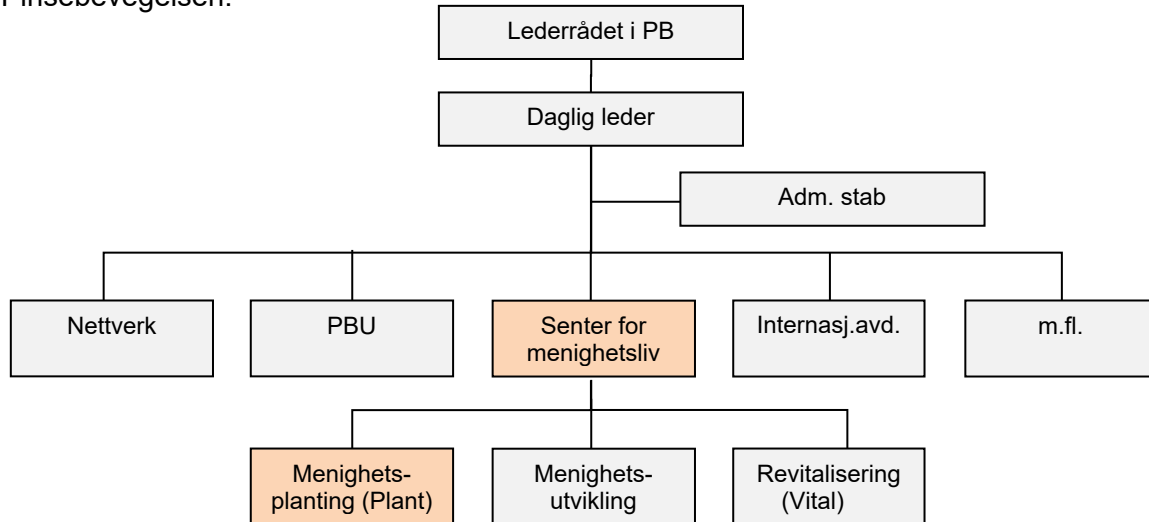 Pinsebevegelsen.
Lederrådet i PB
Daglig leder
Adm. stab
Nettverk
PBU
Senter for
menighetsliv
Internasj.avd.
m.fl.
Menighets-
planting (Plant)
Menighets-
utvikling
Revitalisering
(Vital)